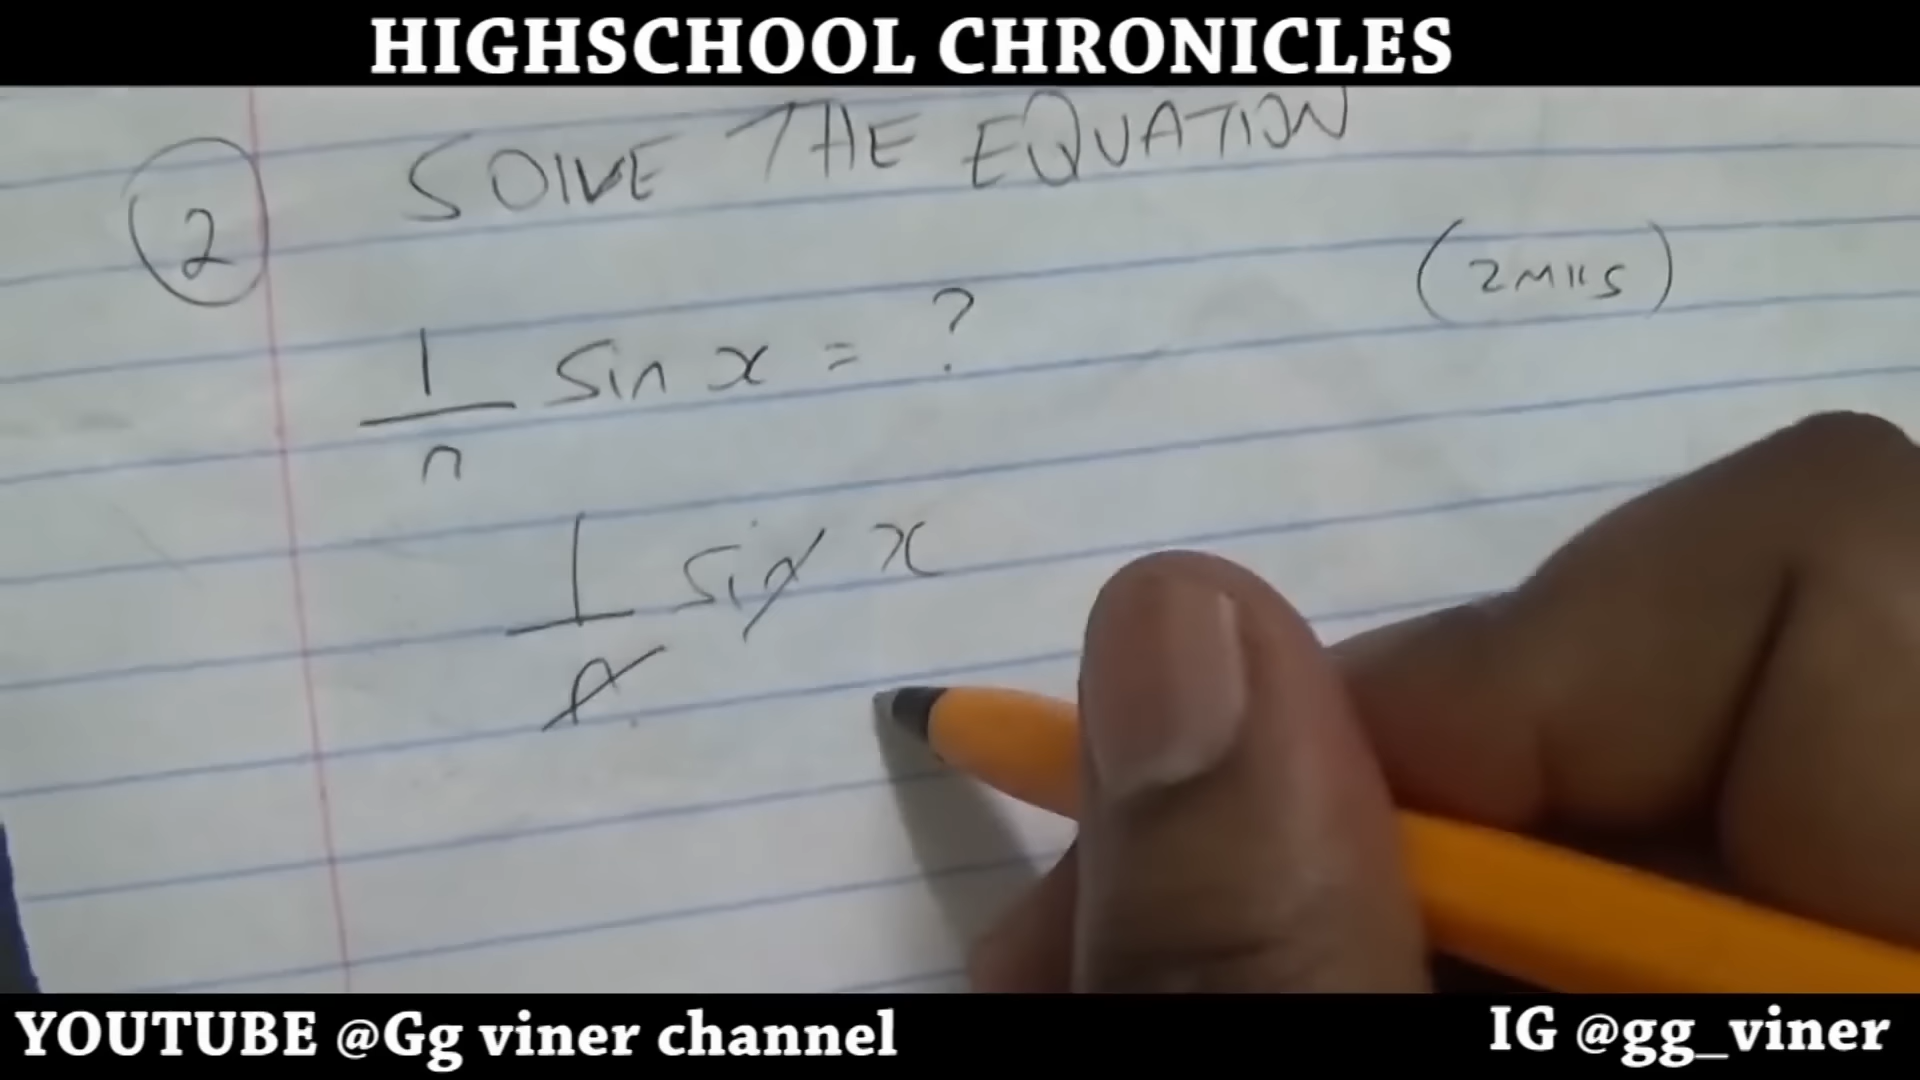 HIGHSCHOOL CHRONICLES
2 SOLVE THE EQUATION
(2MKS)
1/n sin x = ?
1/n sin x
YOUTUBE @Gg viner channel
IG @gg_viner